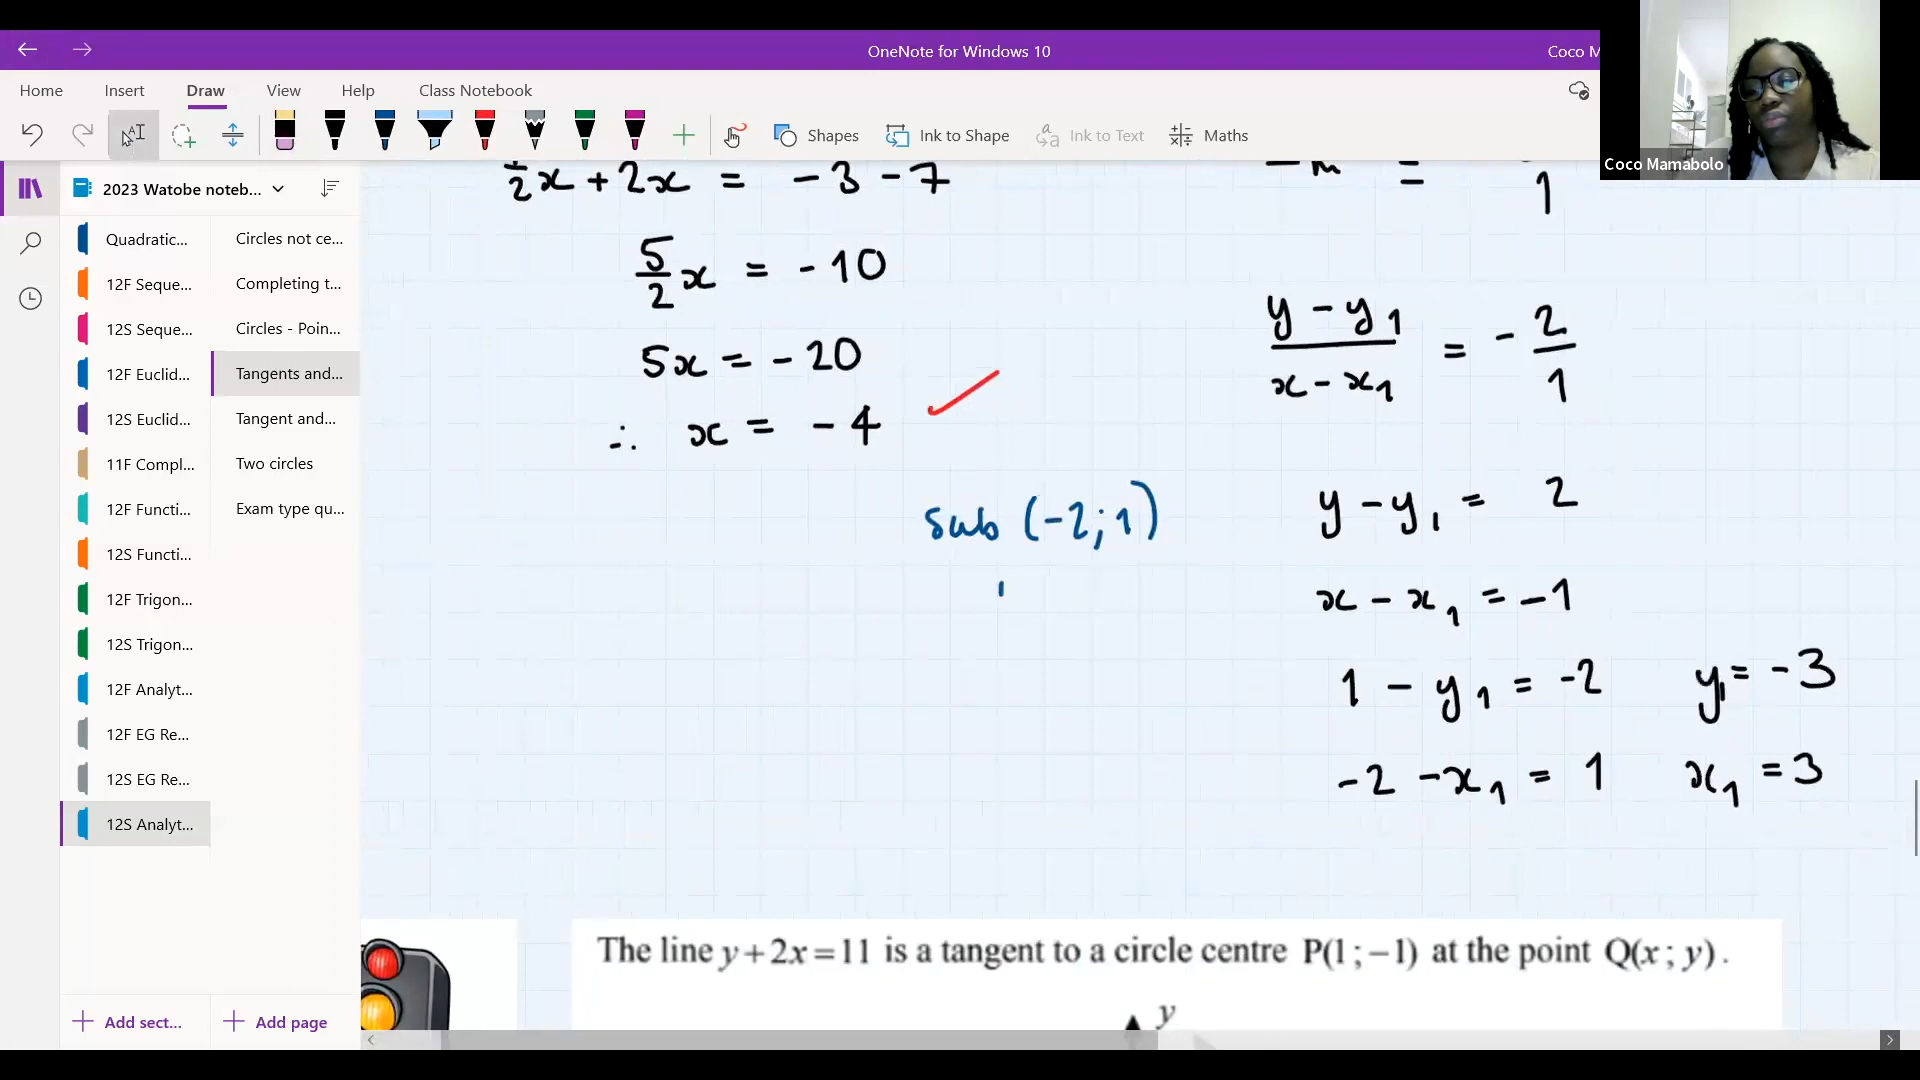 OneNote for Windows 10
Coco M
Home Insert Draw View Help Class Notebook
Shapes Ink to Shape Ink to Text Maths
Coco Mamabolo
2023 Watobe noteb...
Quadratic...
12F Seque...
12S Seque...
12F Euclid...
12S Euclid...
11F Compl...
12F Functi...
12S Functi...
12F Trigon...
12S Trigon...
12F Analyt...
12F EG Re...
12S EG Re...
12S Analyt...
Add sect...
Circles not ce...
Completing t...
Circles - Poin...
Tangents and...
Tangent and...
Two circles
Exam type qu...
Add page
1/2 x + 2x = -3 - 7
5/2 x = -10
5x = -20
∴ x = -4
sub (-2; 1)
= 1
(y - y₁)/(x - x₁) = -2/1
y - y₁ = 2
x - x₁ = -1
1 - y₁ = -2 y₁ = -3
-2 - x₁ = 1 x₁ = 3
The line y + 2x = 11 is a tangent to a circle centre P(1 ; −1) at the point Q(x ; y) .
y